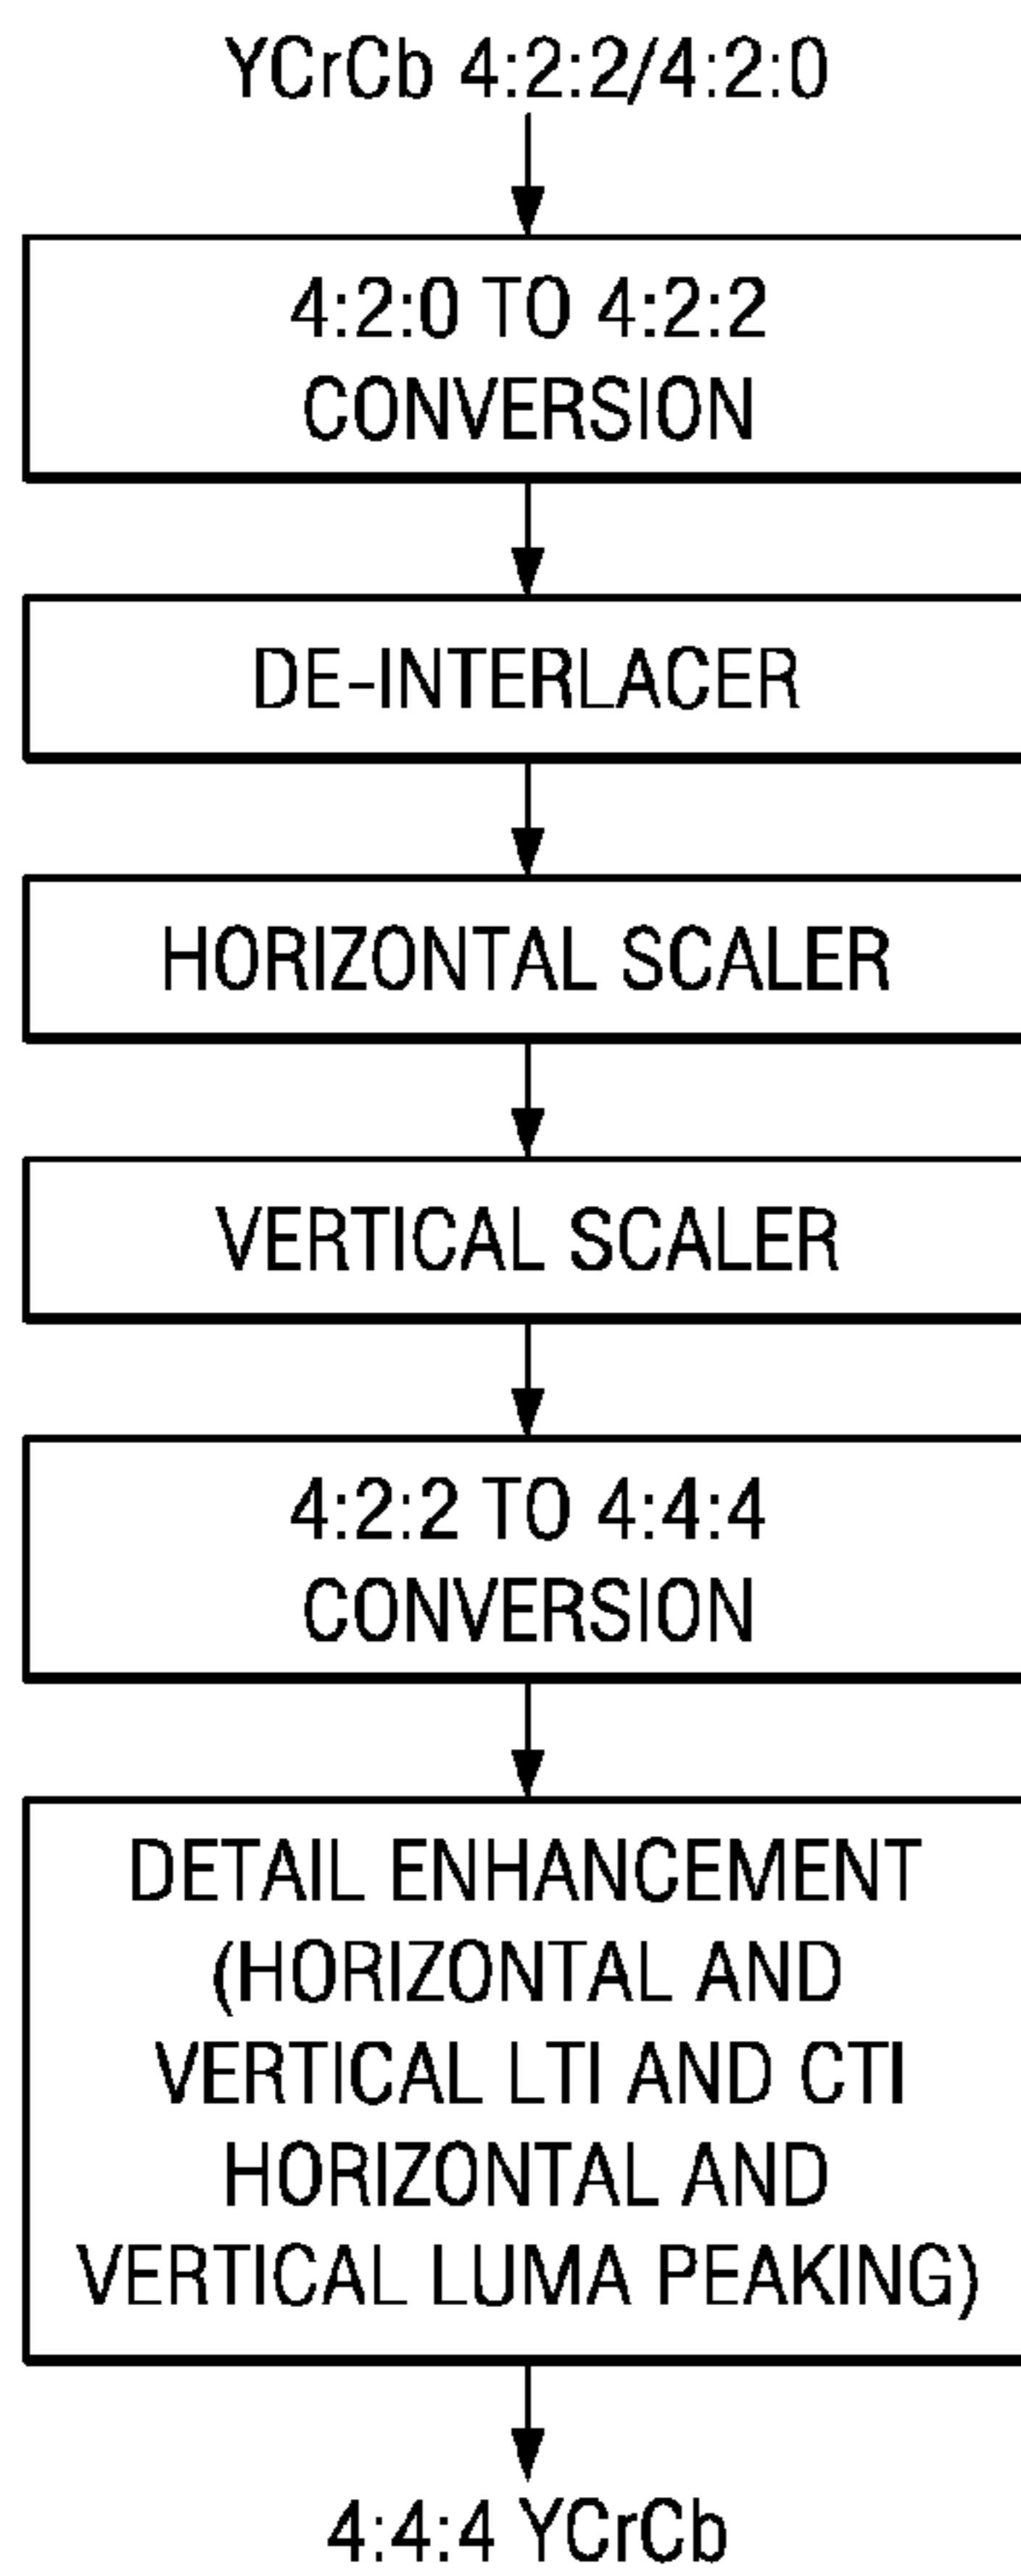 YCrCb 4:2:2/4:2:0
4:2:0 TO 4:2:2
CONVERSION
DE-INTERLACER
HORIZONTAL SCALER
VERTICAL SCALER
4:2:2 TO 4:4:4
CONVERSION
DETAIL ENHANCEMENT
(HORIZONTAL AND
VERTICAL LTI AND CTI
HORIZONTAL AND
VERTICAL LUMA PEAKING)
4:4:4 YCrCb